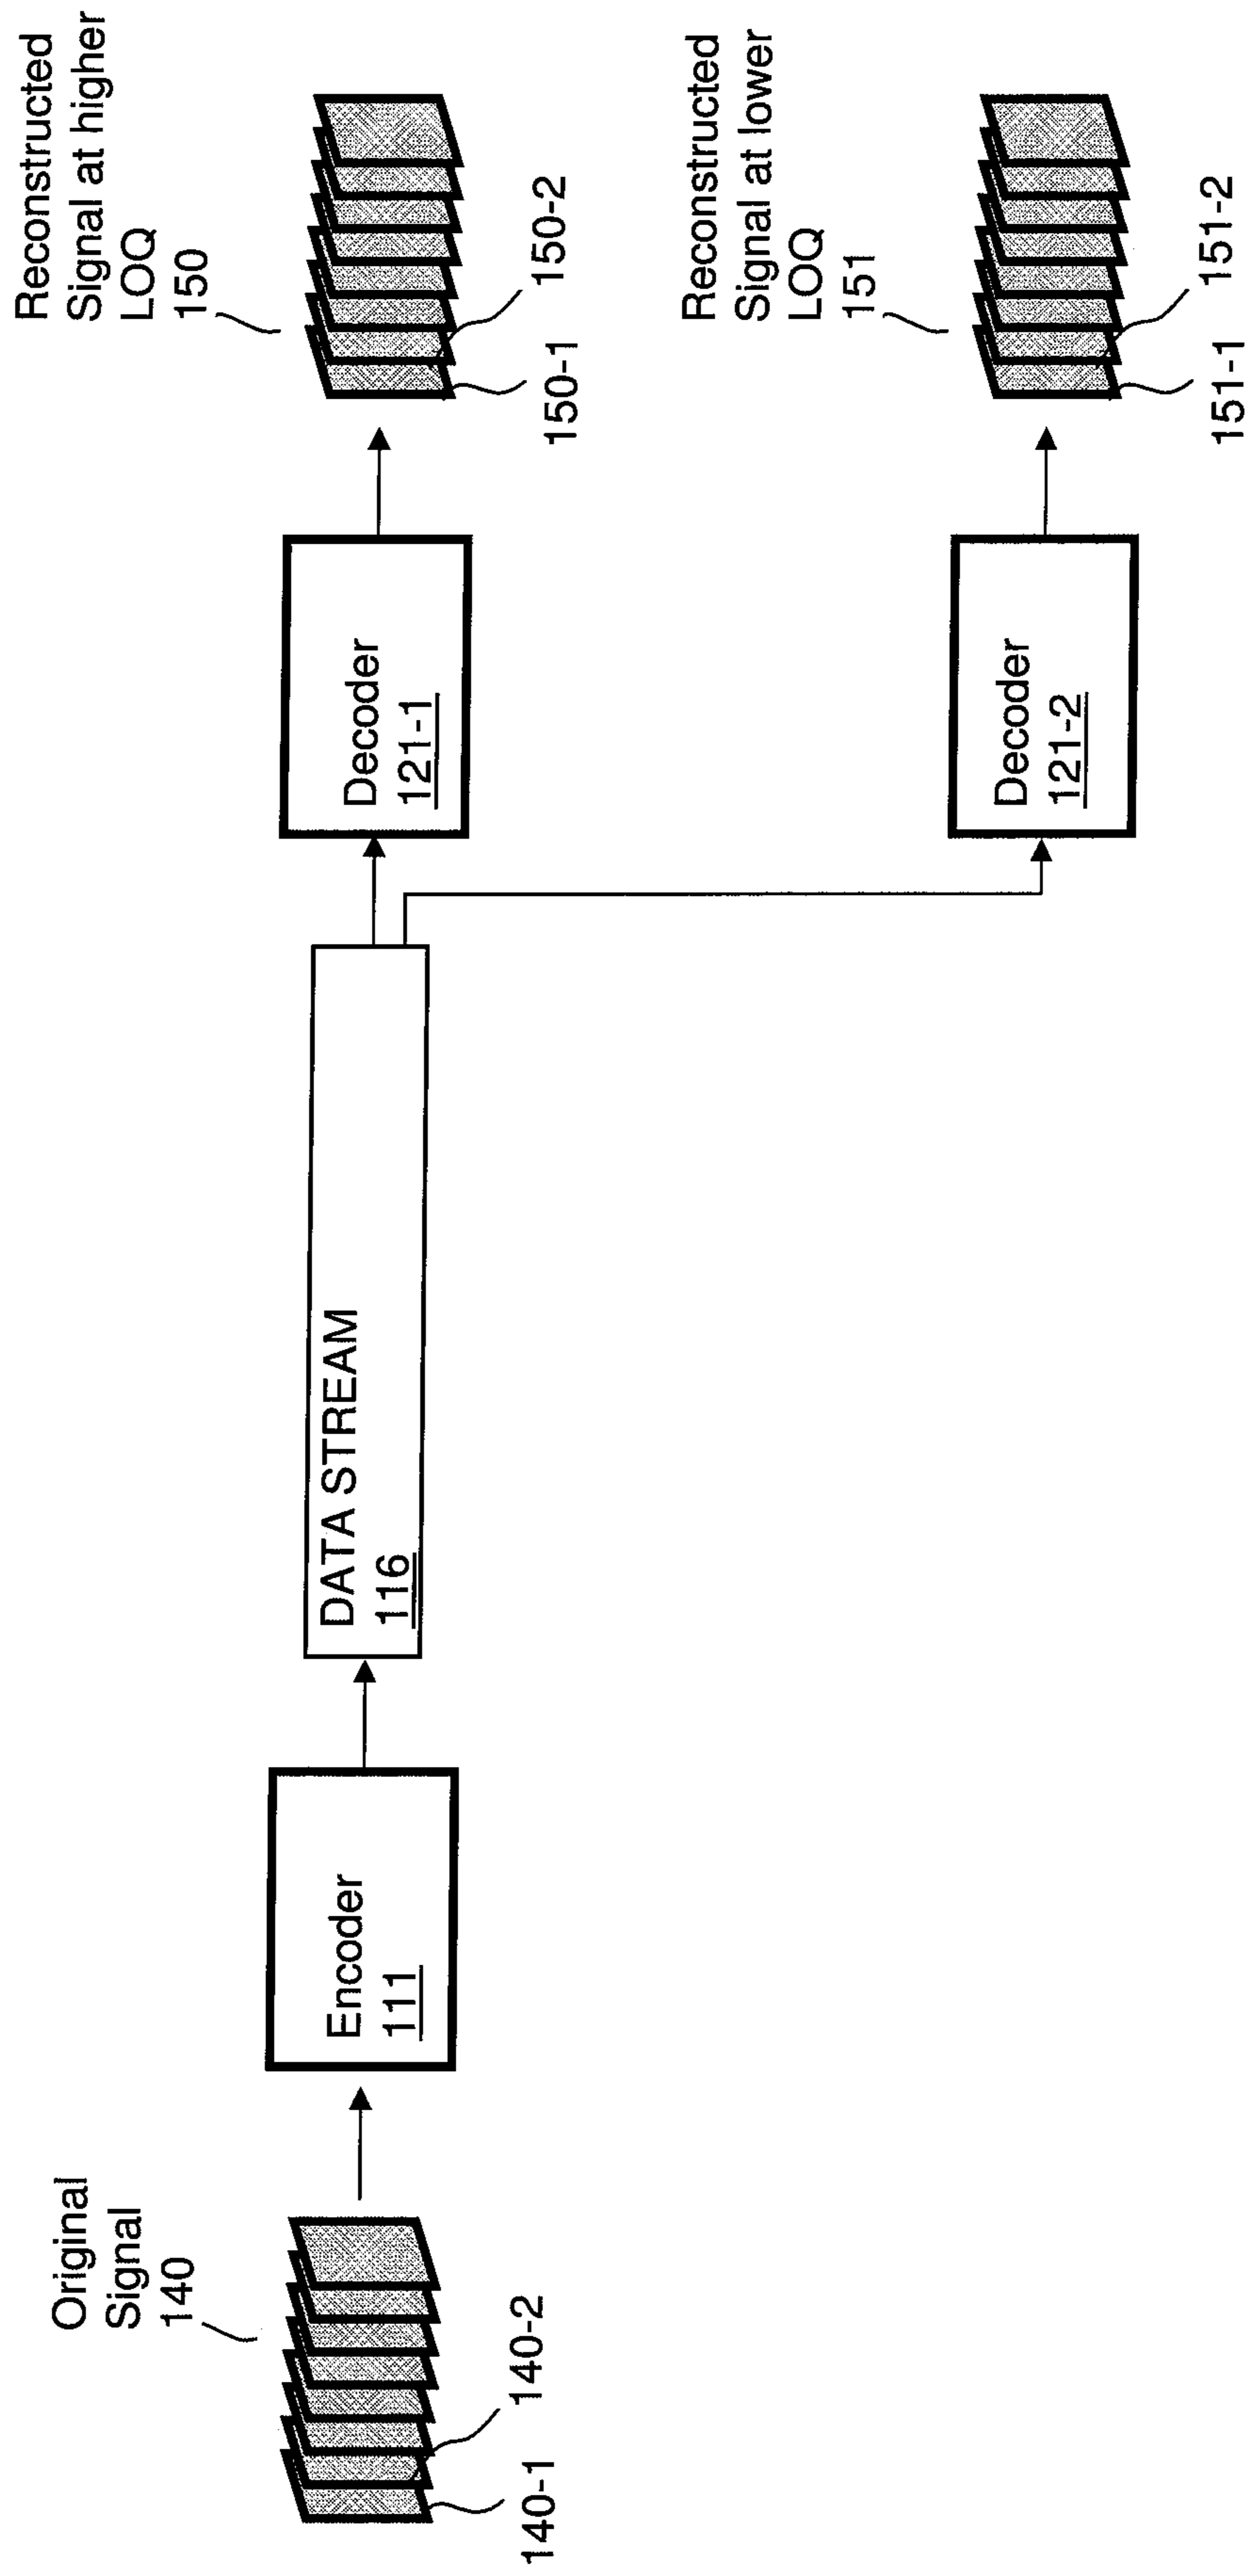 Original
Signal
140
140-1
140-2
Encoder
111
DATA STREAM
116
Decoder
121-1
Reconstructed
Signal at higher
LOQ
150
150-1
150-2
Decoder
121-2
Reconstructed
Signal at lower
LOQ
151
151-1
151-2